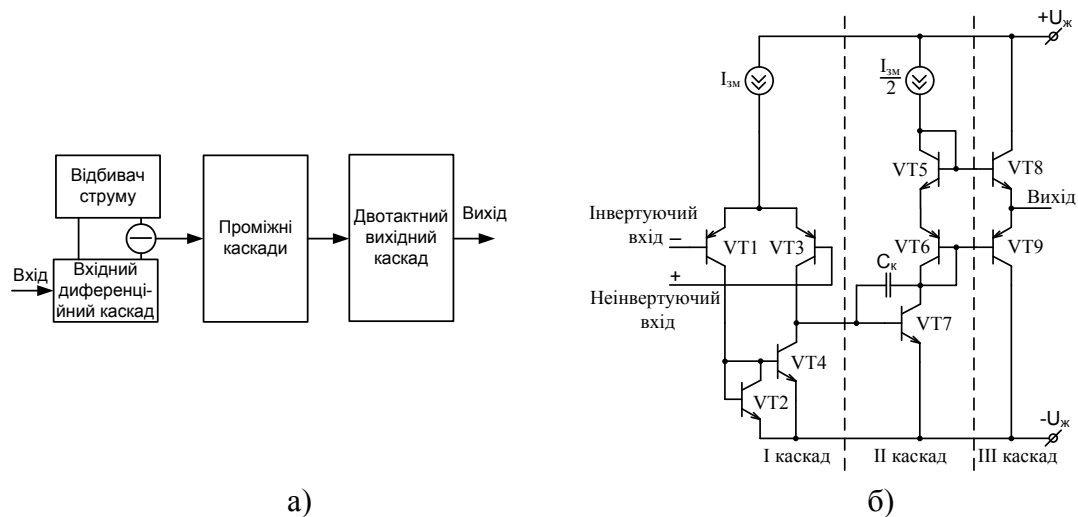 Відбивач
струму
Вхід
Вхідний
диференці-
йний каскад
Проміжні
каскади
Двотактний
вихідний
каскад
Вихід
а)
+Uж
Iзм
Iзм
2
VT5
VT8
Інвертуючий
вхід
−
VT1
VT3
+
Неінвертуючий
вхід
Вихід
VT6
VT9
Cк
VT7
VT4
VT2
-Uж
I каскад
II каскад
III каскад
б)